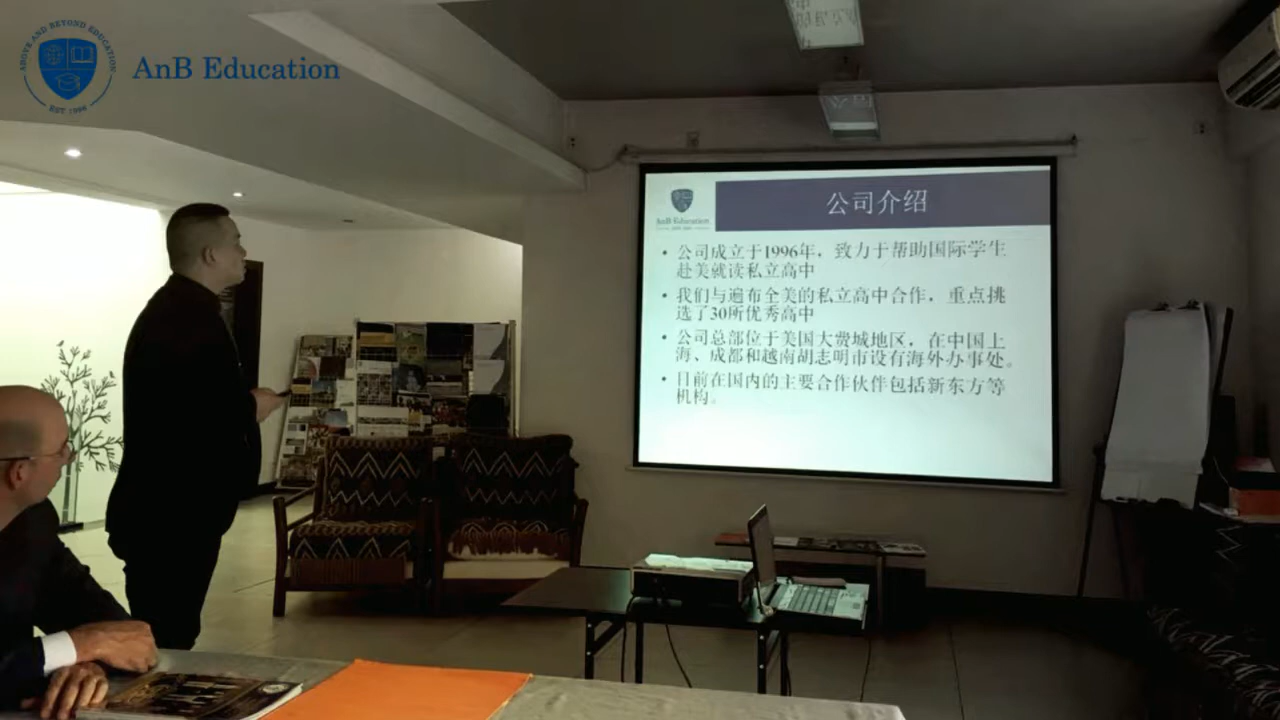 ABOVE AND BEYOND EDUCATION
EST 1996
AnB Education
公司介绍
AnB Education
• 公司成立于1996年，致力于帮助国际学生
赴美就读私立高中
• 我们与遍布全美的私立高中合作，重点挑
选了30所优秀高中
• 公司总部位于美国大费城地区，在中国上
海、成都和越南胡志明市设有海外办事处。
• 目前在国内的主要合作伙伴包括新东方等
机构。